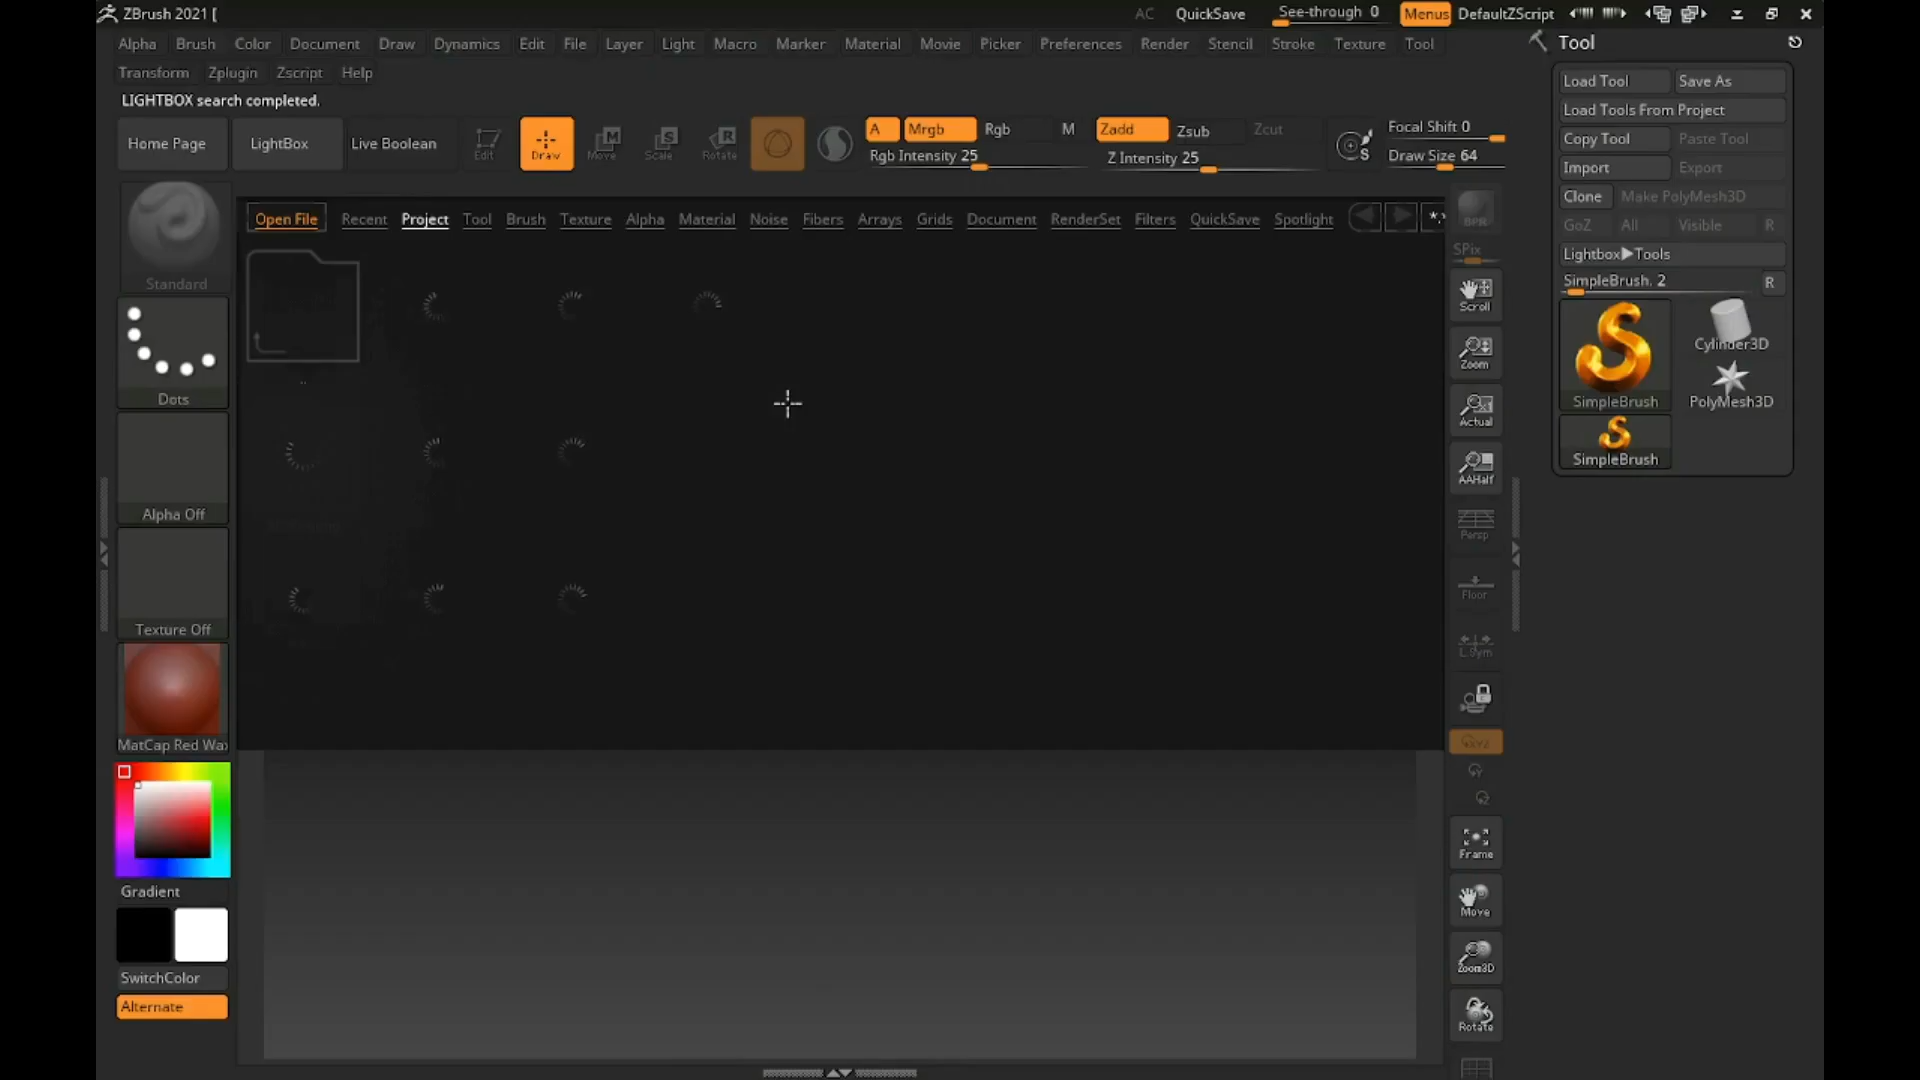 ZBrush 2021 [
AC QuickSave See-through 0 Menus DefaultZScript
Alpha Brush Color Document Draw Dynamics Edit File Layer Light Macro Marker Material Movie Picker Preferences Render Stencil Stroke Texture Tool
Transform Zplugin Zscript Help
LIGHTBOX search completed.
Home Page LightBox Live Boolean Edit Draw Move Scale Rotate
A Mrgb Rgb M Zadd Zsub Zcut
Rgb Intensity 25 Z Intensity 25
S
Focal Shift 0
Draw Size 64
Open File Recent Project Tool Brush Texture Alpha Material Noise Fibers Arrays Grids Document RenderSet Filters QuickSave Spotlight
..
Standard
Dots
Alpha Off
Texture Off
MatCap Red Wax
Gradient
SwitchColor
Alternate
BPR
SPix
Scroll
Zoom
Actual
AAHalf
Persp
Floor
L.Sym
Frame
Move
Zoom3D
Rotate
Tool
Load Tool Save As
Load Tools From Project
Copy Tool Paste Tool
Import Export
Clone Make PolyMesh3D
GoZ All Visible R
Lightbox▶Tools
SimpleBrush. 2 R
SimpleBrush
Cylinder3D
PolyMesh3D
SimpleBrush